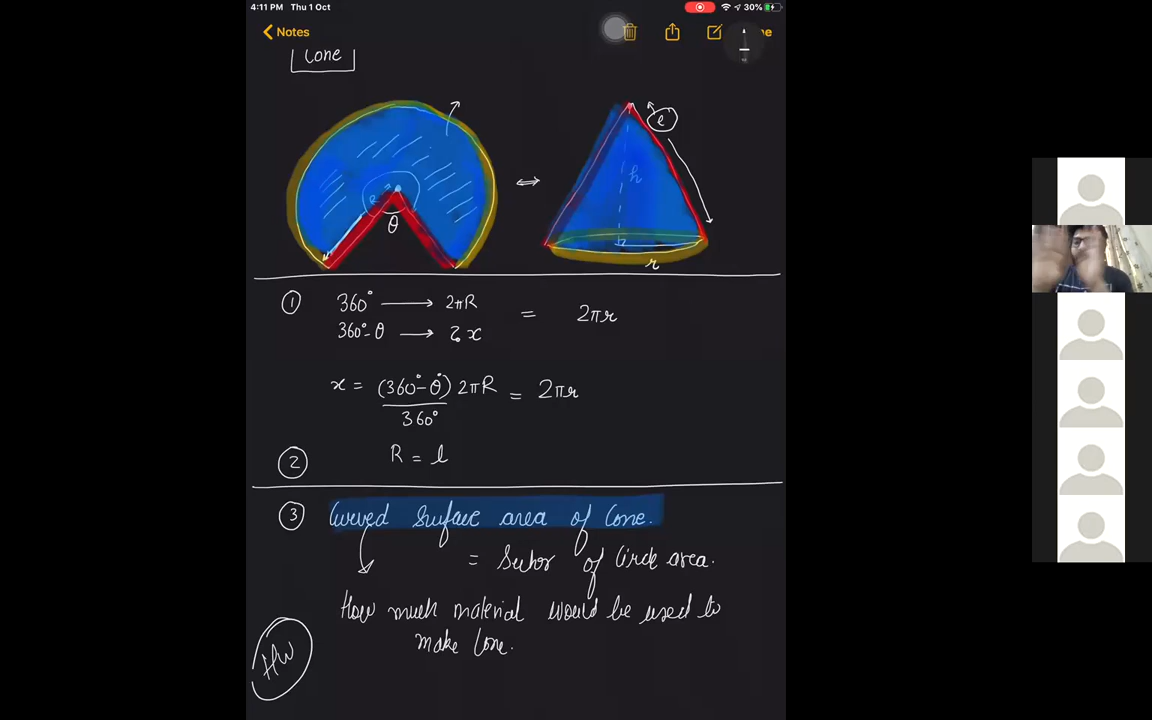 4:11 PM Thu 1 Oct
30%
Notes
Cone
l
h
R
θ
r
① 360° ⟶ 2πR = 2πr
360°-θ ⟶ ? x
x = (360°-θ°) 2πR = 2πr
360°
② R = l
③ Curved Surface area of Cone.
= Sector of Circle area.
How much material would be used to
make Cone.
HW